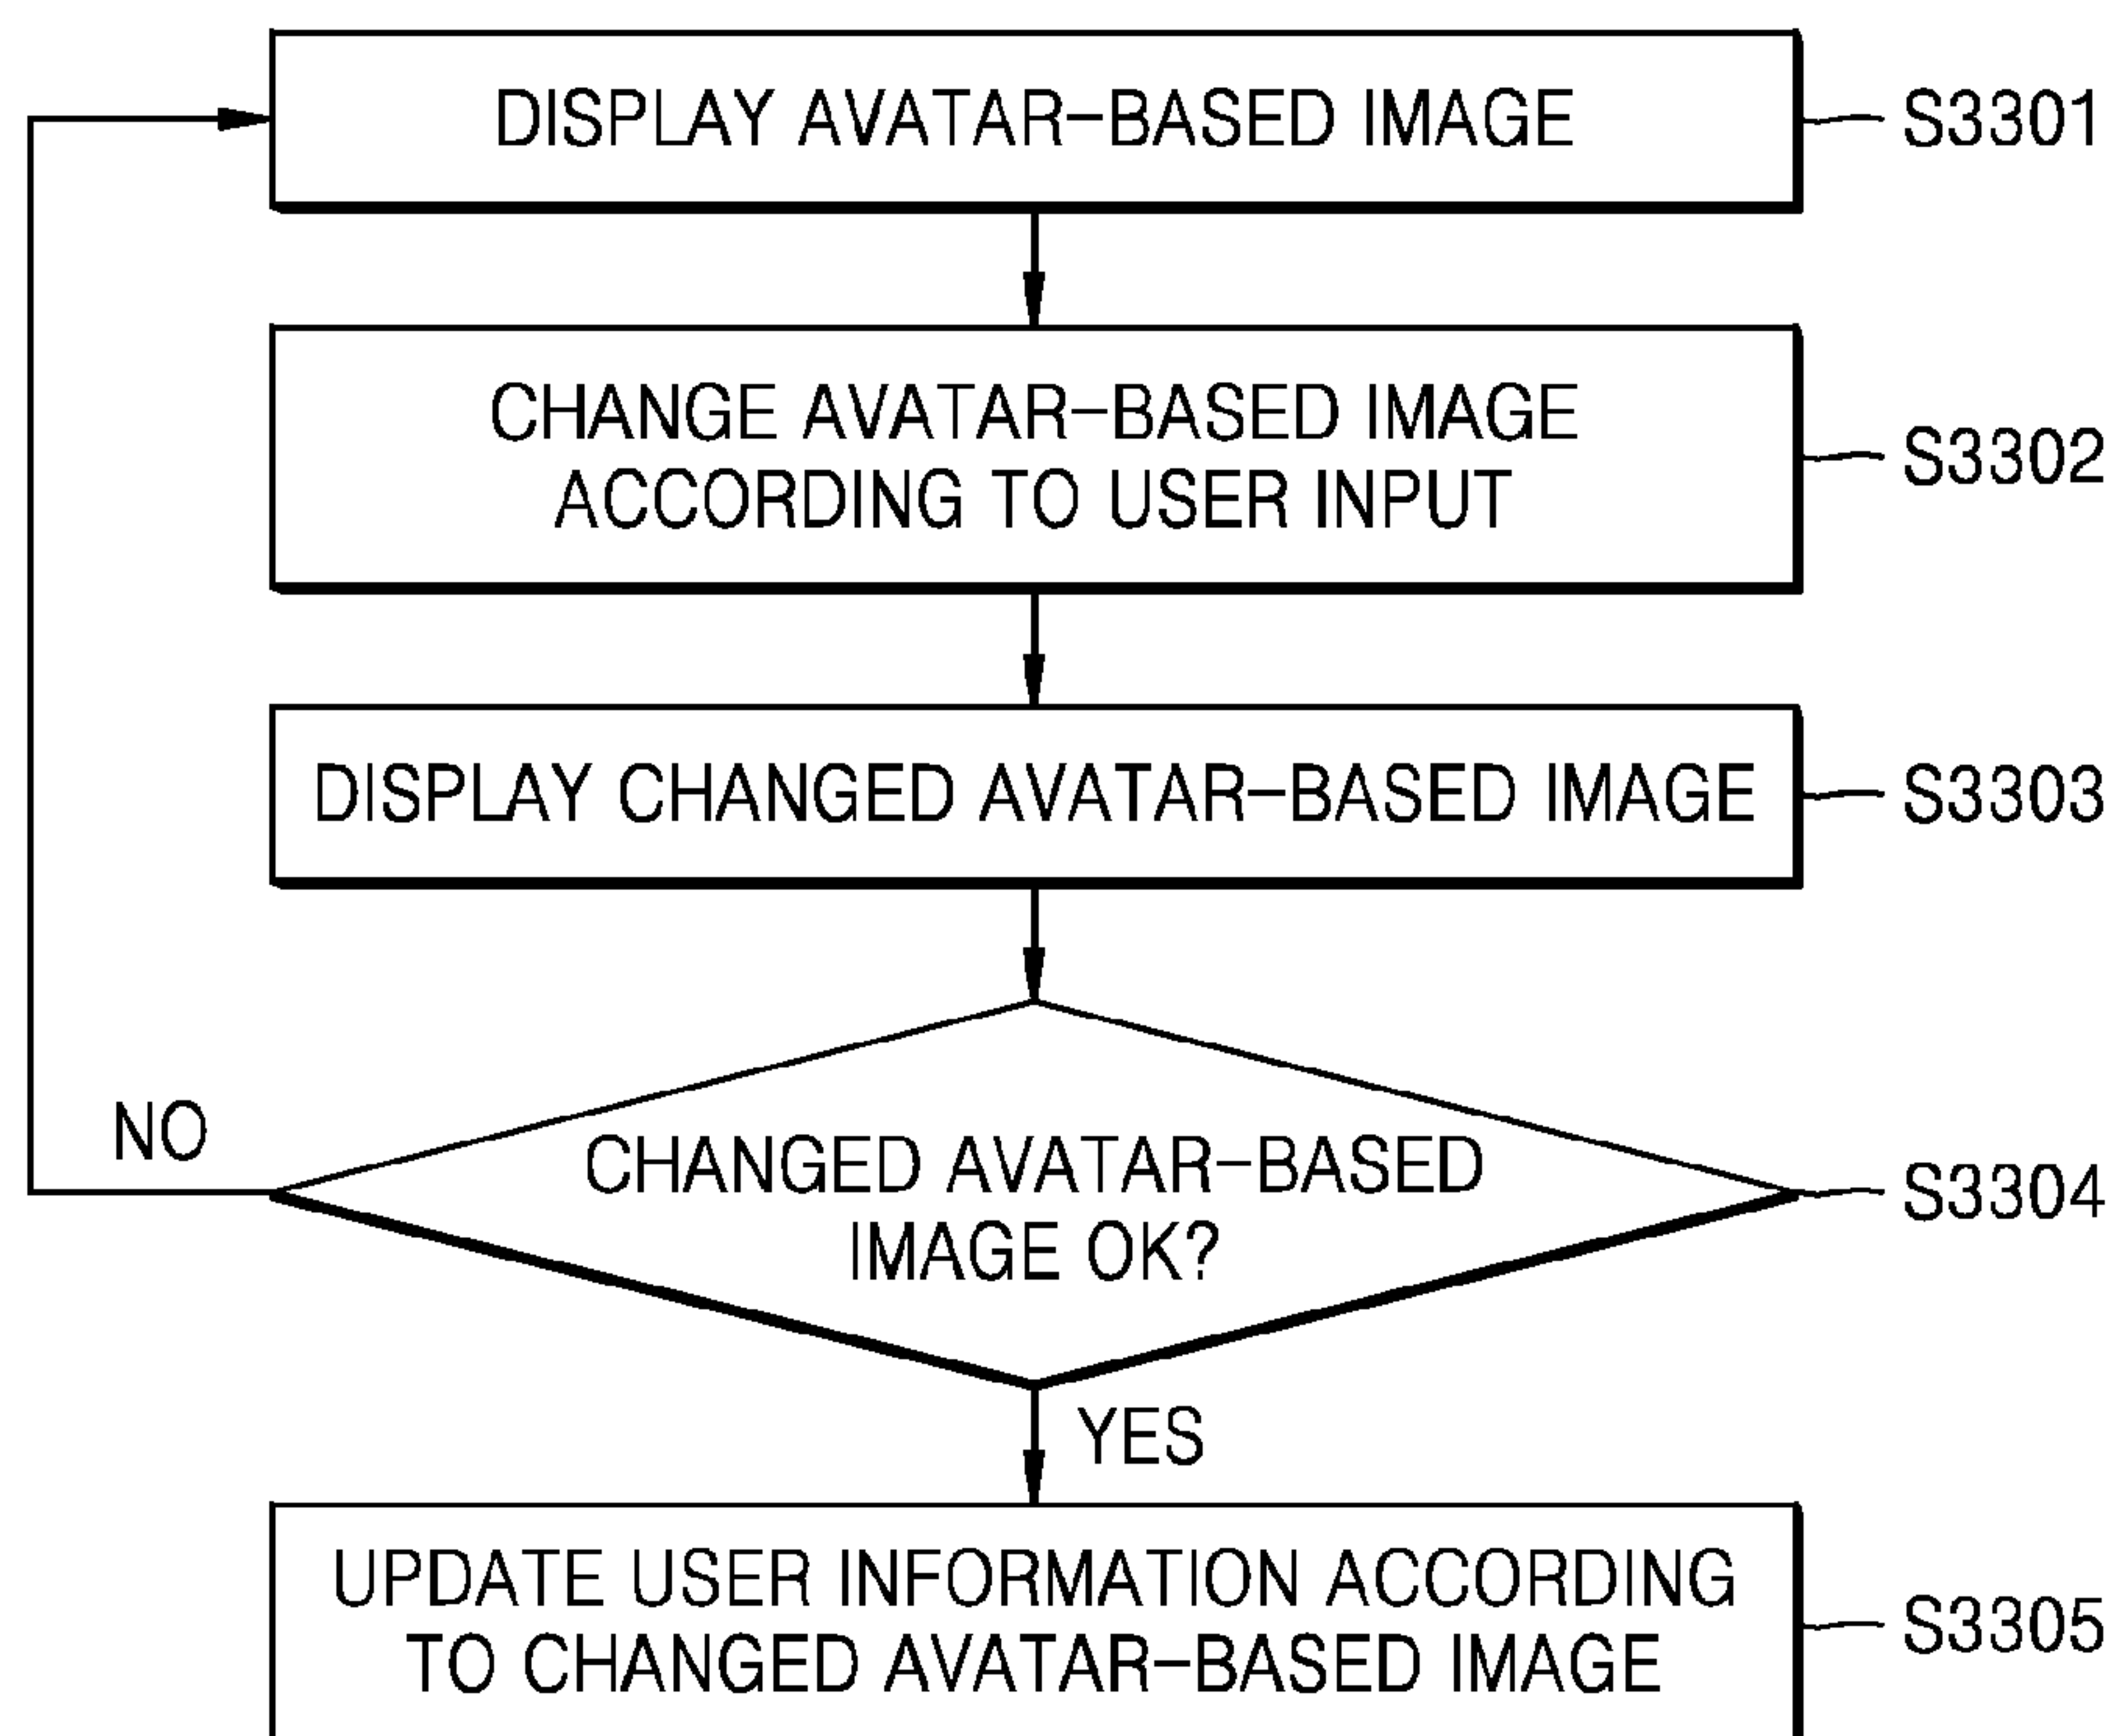 DISPLAY AVATAR-BASED IMAGE
S3301
CHANGE AVATAR-BASED IMAGE
ACCORDING TO USER INPUT
S3302
DISPLAY CHANGED AVATAR-BASED IMAGE
S3303
NO
CHANGED AVATAR-BASED
IMAGE OK?
S3304
YES
UPDATE USER INFORMATION ACCORDING
TO CHANGED AVATAR-BASED IMAGE
S3305